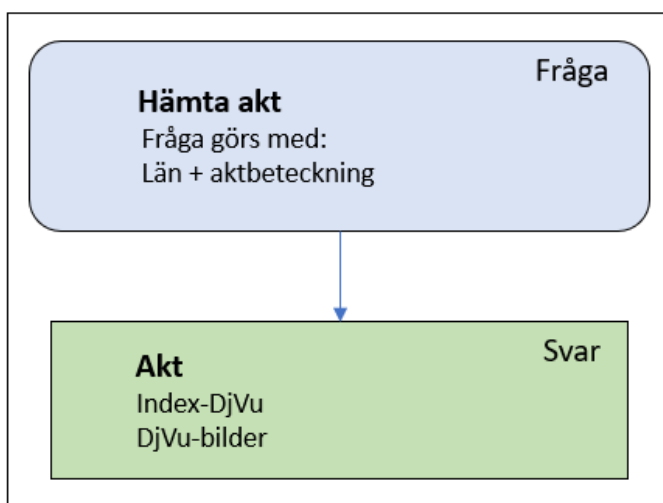 Fråga
Hämta akt
Fråga görs med:
Län + aktbeteckning
Svar
Akt
Index-DjVu
DjVu-bilder